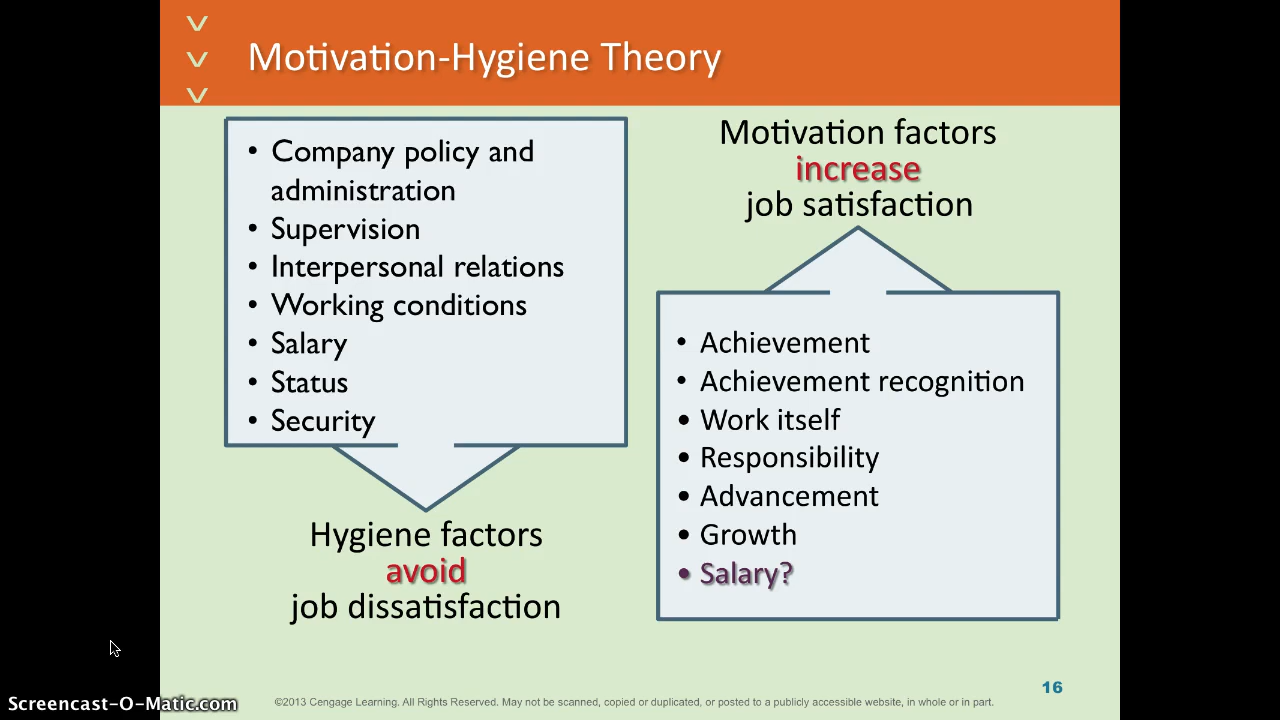 Motivation-Hygiene Theory
• Company policy and
administration
• Supervision
• Interpersonal relations
• Working conditions
• Salary
• Status
• Security
Hygiene factors
avoid
job dissatisfaction
Motivation factors
increase
job satisfaction
• Achievement
• Achievement recognition
• Work itself
• Responsibility
• Advancement
• Growth
• Salary?
16
©2013 Cengage Learning. All Rights Reserved. May not be scanned, copied or duplicated, or posted to a publicly accessible website, in whole or in part.
Screencast-O-Matic.com